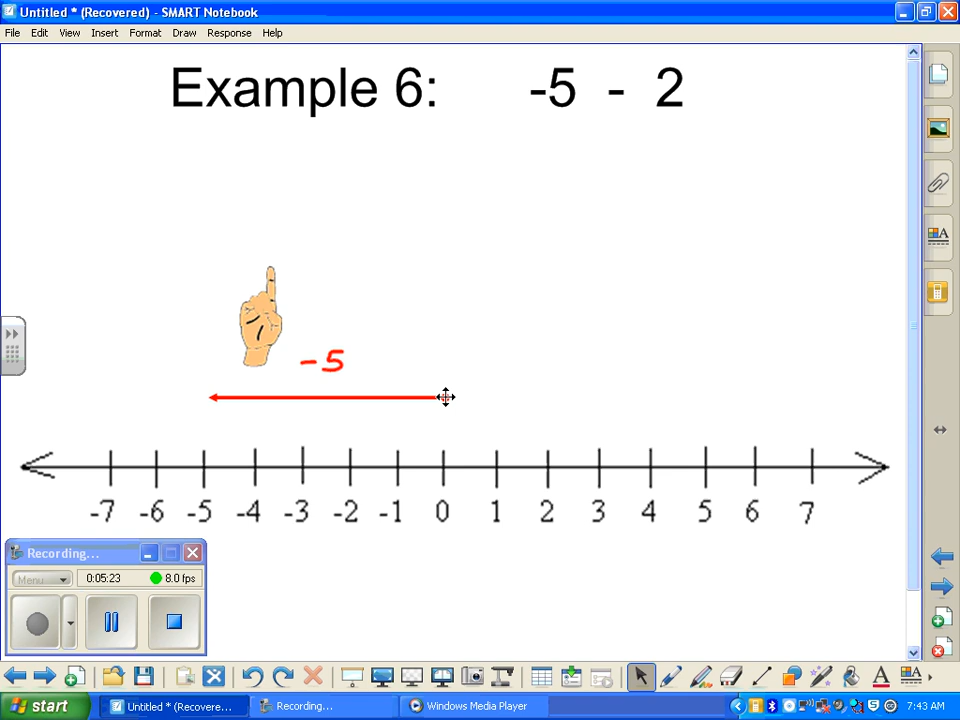 Untitled * (Recovered) - SMART Notebook
File Edit View Insert Format Draw Response Help
Example 6: -5 - 2
-5
-7 -6 -5 -4 -3 -2 -1 0 1 2 3 4 5 6 7
Recording...
Menu 0:05:23 8.0 fps
start Untitled * (Recovere... Recording... Windows Media Player 7:43 AM